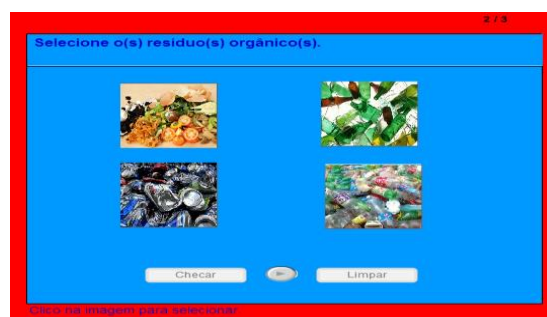 2 / 3
Selecione o(s) resíduo(s) orgânico(s).
Checar
Limpar
Clico na imagem para selecionar